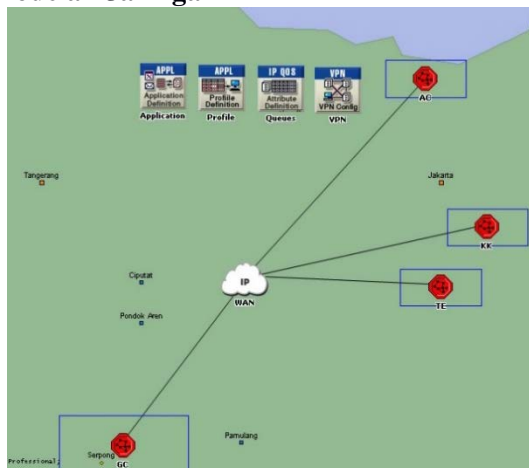 APPL
Application
Definition
Application
APPL
Profile
Definition
Profile
IP QOS
Attribute
Definition
Queues
VPN
VPN Config
VPN
AC
Tangerang
Jakarta
KK
Ciputat
IP
WAN
TE
Pondok Aren
Pamulang
Professional
Serpong
GC